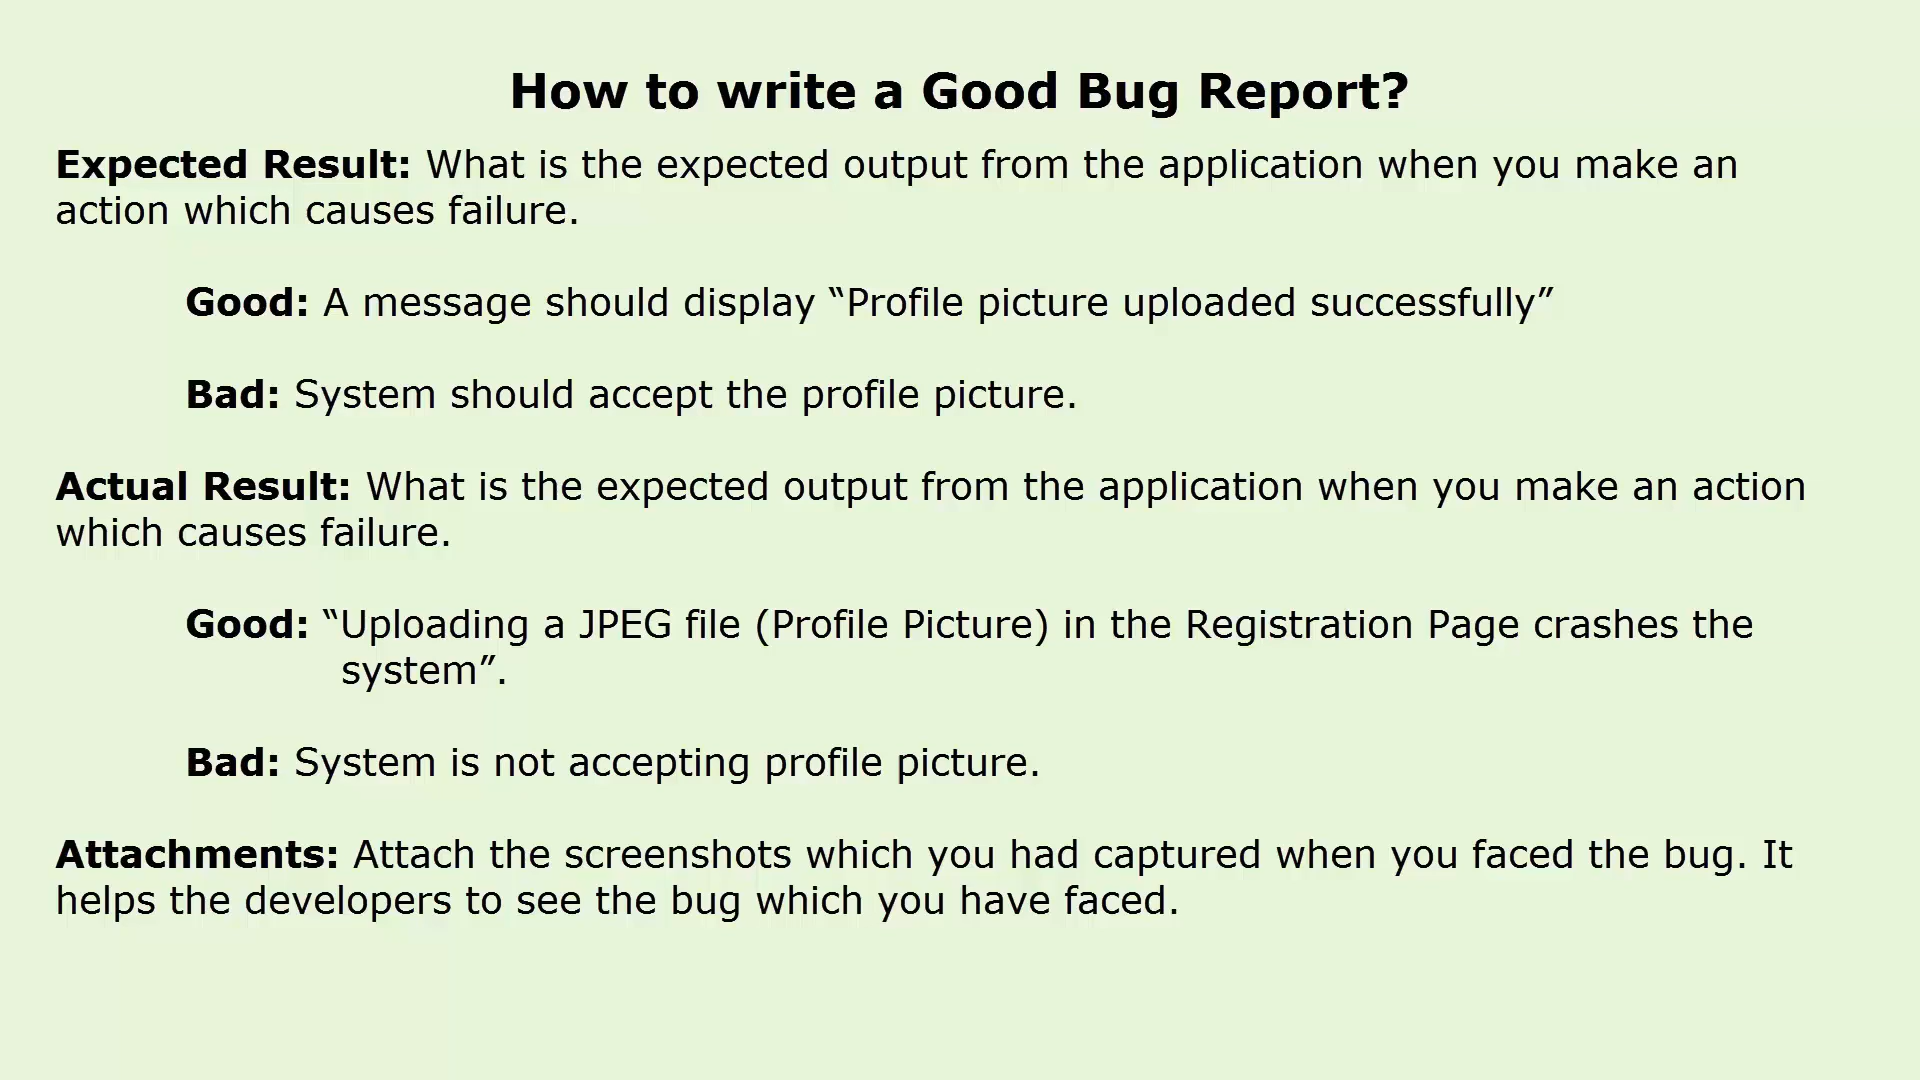 How to write a Good Bug Report?
Expected Result: What is the expected output from the application when you make an
action which causes failure.
Good: A message should display “Profile picture uploaded successfully”
Bad: System should accept the profile picture.
Actual Result: What is the expected output from the application when you make an action
which causes failure.
Good: “Uploading a JPEG file (Profile Picture) in the Registration Page crashes the
system”.
Bad: System is not accepting profile picture.
Attachments: Attach the screenshots which you had captured when you faced the bug. It
helps the developers to see the bug which you have faced.